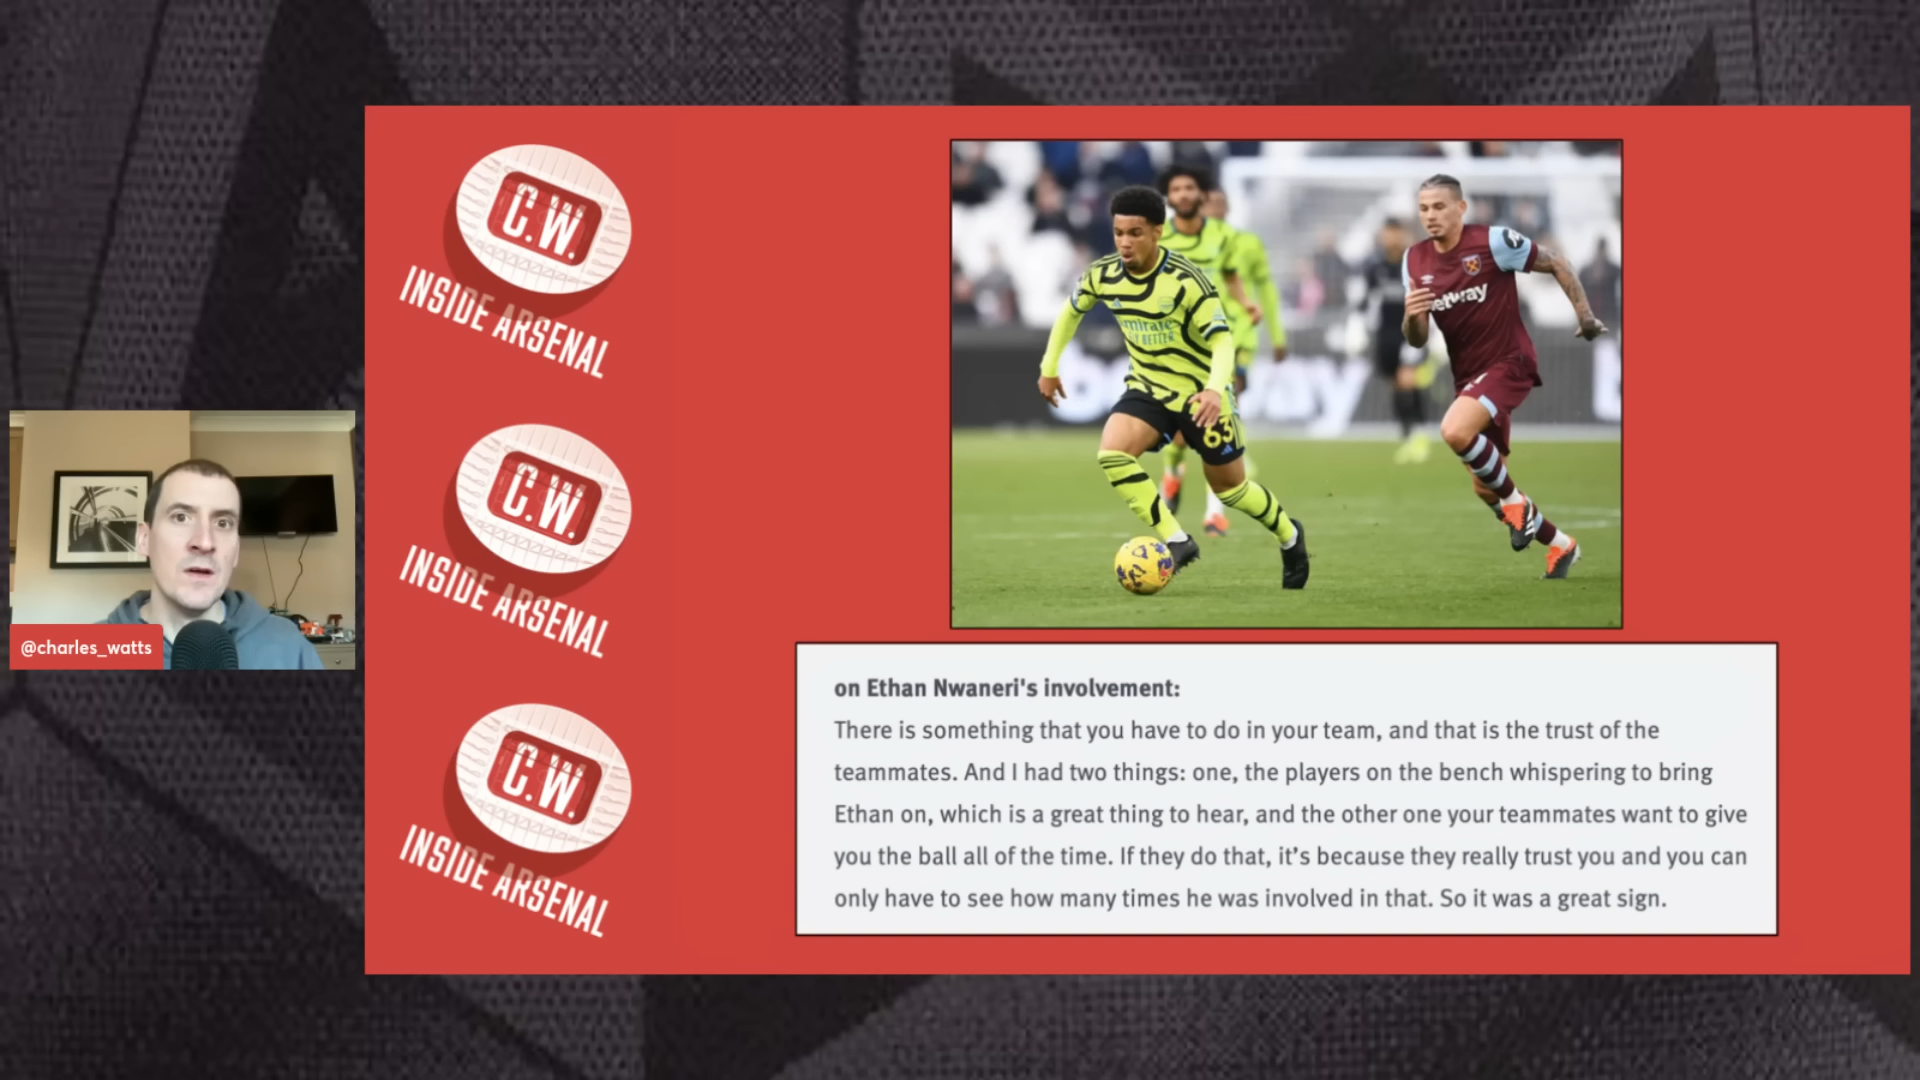 C.W.
INSIDE ARSENAL
C.W.
INSIDE ARSENAL
C.W.
INSIDE ARSENAL
@charles_watts
63
betway
on Ethan Nwaneri's involvement:
There is something that you have to do in your team, and that is the trust of the
teammates. And I had two things: one, the players on the bench whispering to bring
Ethan on, which is a great thing to hear, and the other one your teammates want to give
you the ball all of the time. If they do that, it’s because they really trust you and you can
only have to see how many times he was involved in that. So it was a great sign.